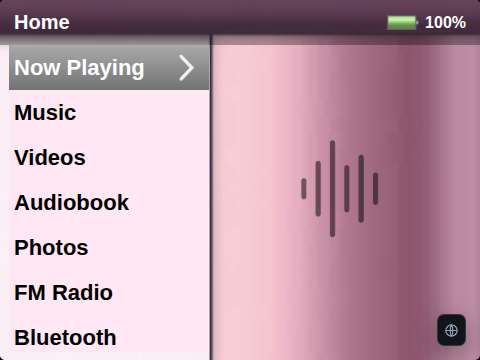 Home
100%
Now Playing
Music
Videos
Audiobook
Photos
FM Radio
Bluetooth